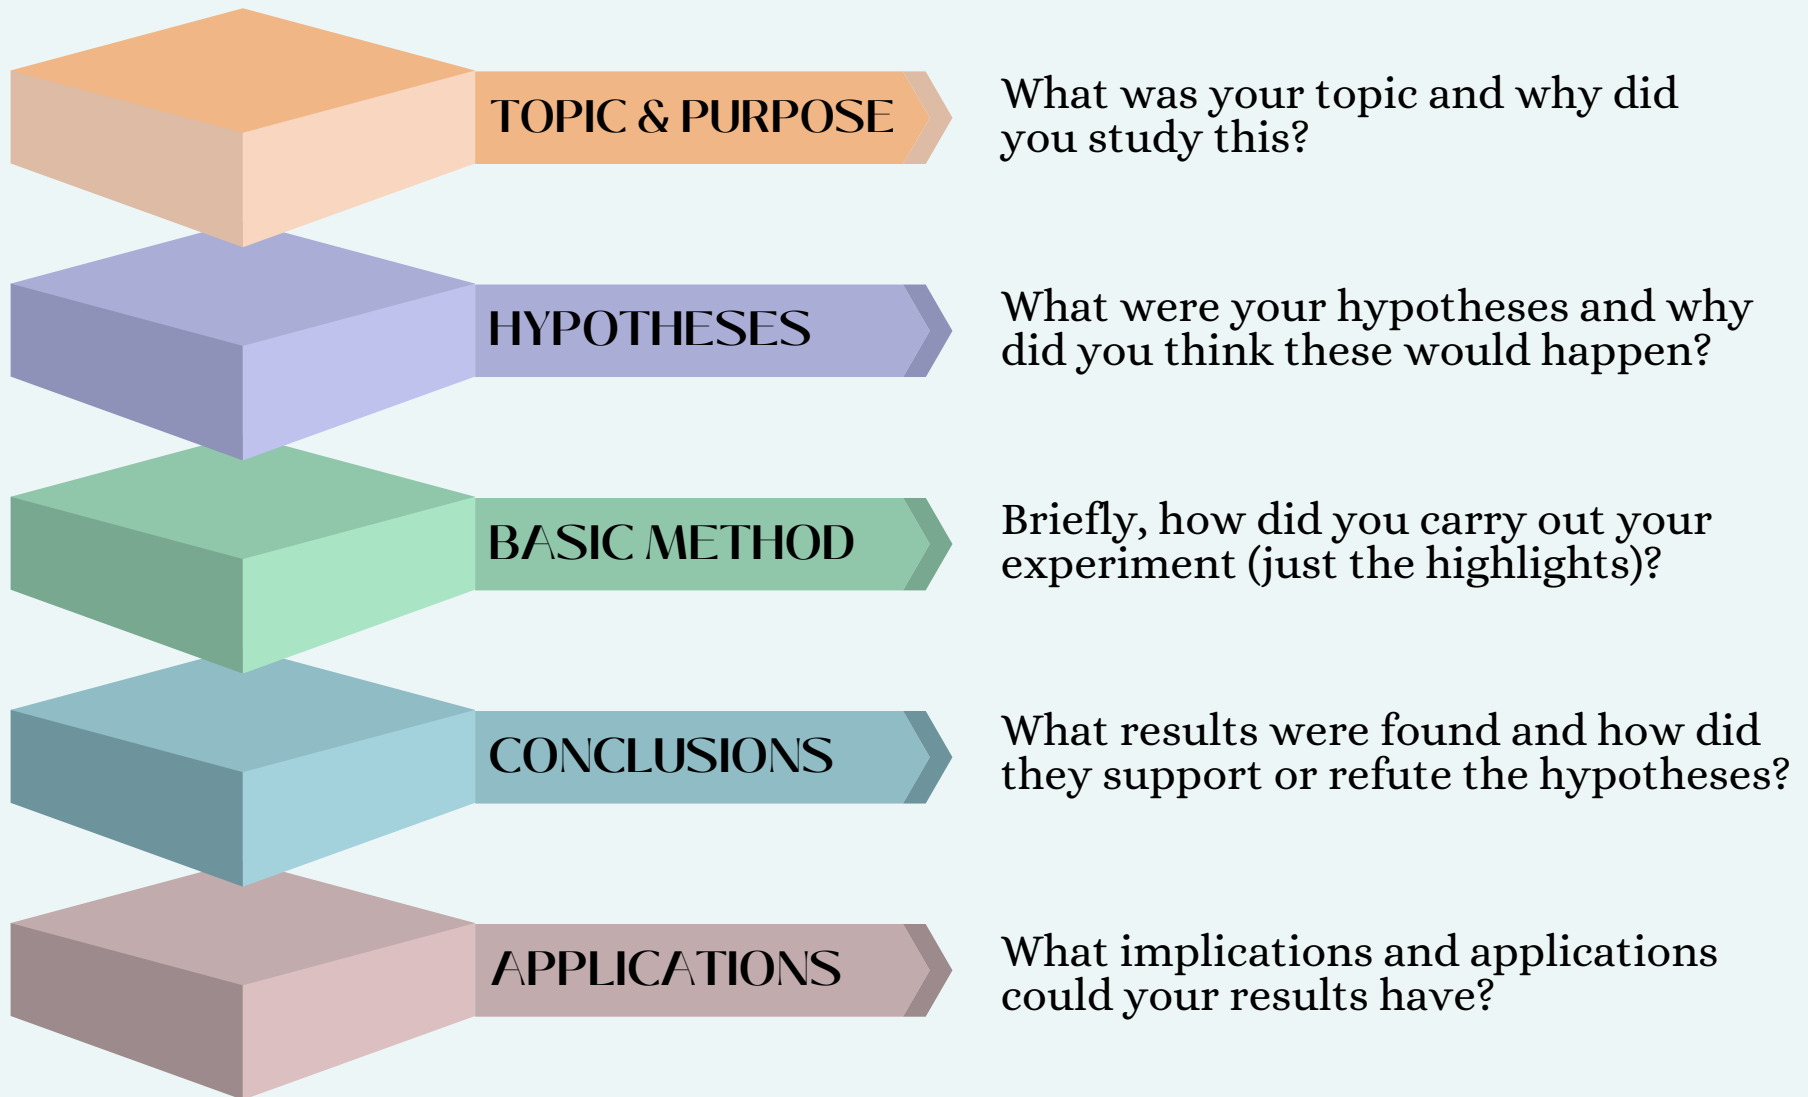 TOPIC & PURPOSE
What was your topic and why did
you study this?
HYPOTHESES
What were your hypotheses and why
did you think these would happen?
BASIC METHOD
Briefly, how did you carry out your
experiment (just the highlights)?
CONCLUSIONS
What results were found and how did
they support or refute the hypotheses?
APPLICATIONS
What implications and applications
could your results have?